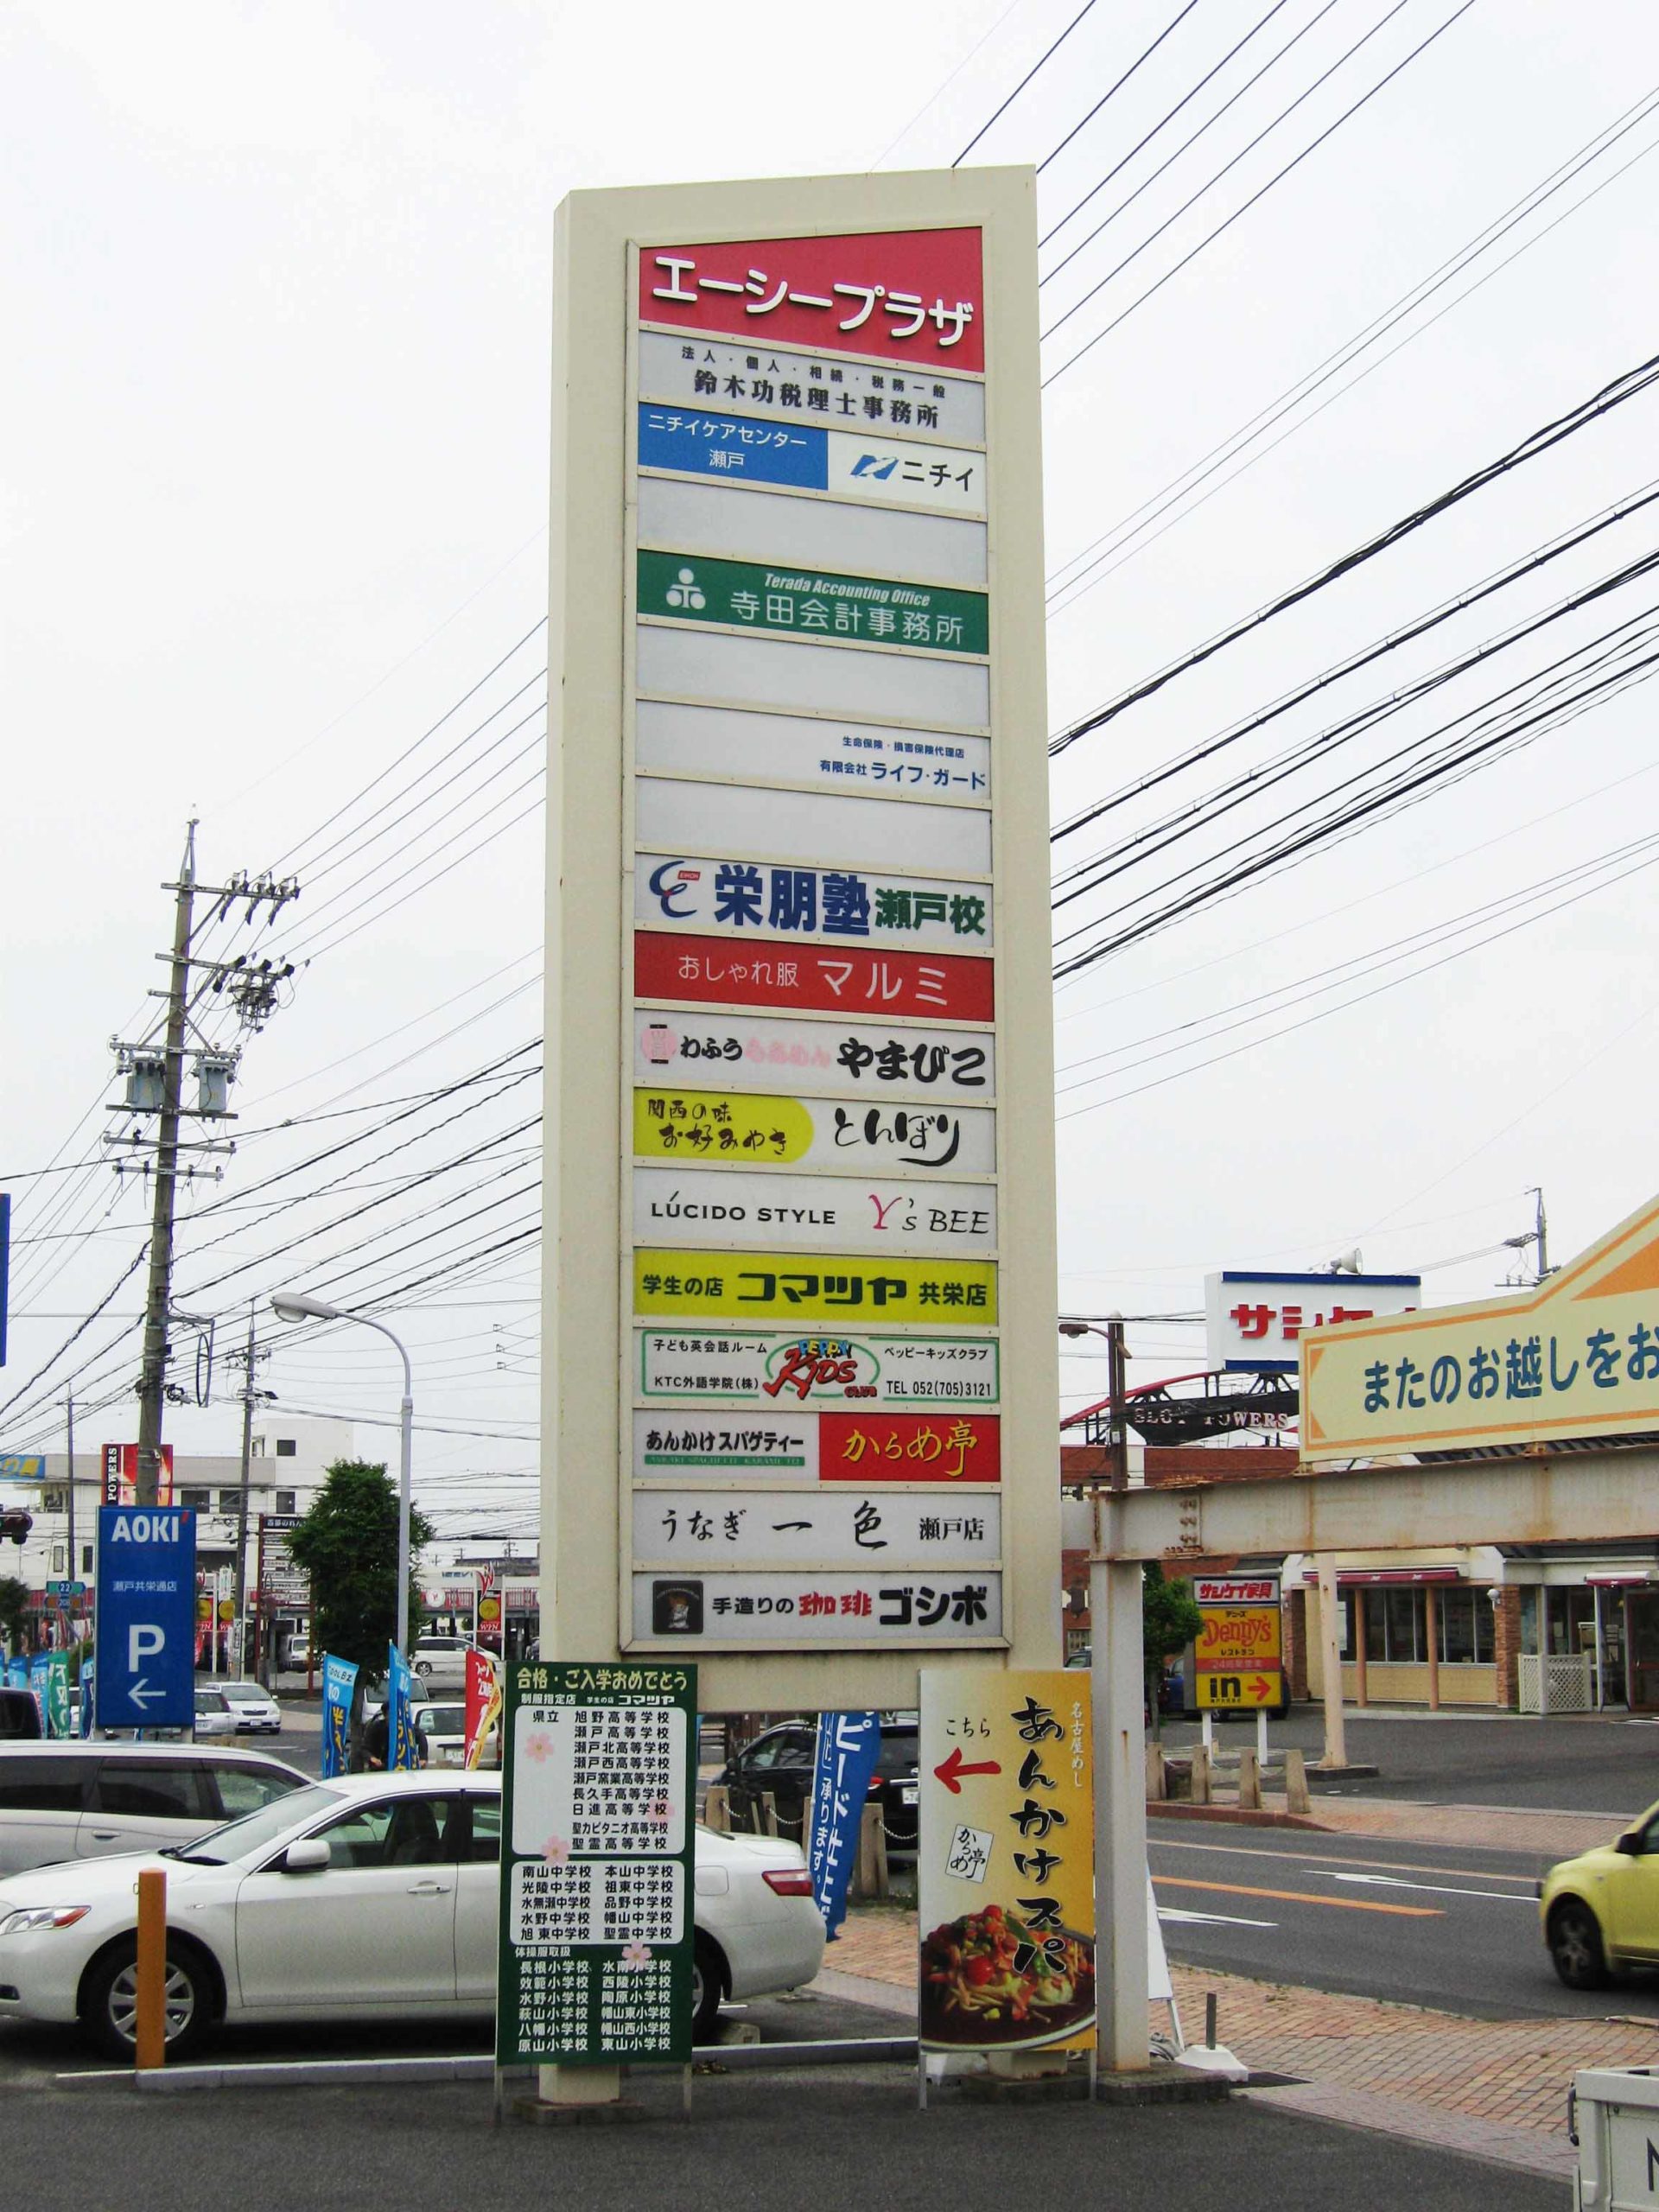 エーシープラザ
法人・個人・相続・税務一般
鈴木功税理士事務所
ニチイケアセンター
瀬戸
ニチイ
Terada Accounting Office
寺田会計事務所
生命保険・損害保険代理店
有限会社 ライフ・ガード
栄朋塾 瀬戸校
おしゃれ服 マルミ
わふう らあめん やまびこ
関西の味
お好みやき
とんぼり
LÚCIDO STYLE Y's BEE
学生の店 コマツヤ 共栄店
子ども英会話ルーム
KTC外語学院(株)
PEPPY KIDS CLUB
ペッピーキッズクラブ
TEL 052(705)3121
あんかけスパゲティー
からめ亭
うなぎ 一色 瀬戸店
手造りの 珈琲 ゴシボ
合格・ご入学おめでとう
制服指定店 学生の店 コマツヤ
県立 旭野高等学校
瀬戸高等学校
瀬戸北高等学校
瀬戸西高等学校
瀬戸窯業高等学校
長久手高等学校
日進高等学校
聖カピタニオ高等学校
聖霊高等学校
南山中学校 本山中学校
光陵中学校 祖東中学校
水無瀬中学校 品野中学校
水野中学校 幡山中学校
旭東中学校 聖霊中学校
体操服取扱
長根小学校 水南小学校
效範小学校 西陵小学校
水野小学校 陶原小学校
萩山小学校 幡山東小学校
八幡小学校 幡山西小学校
原山小学校 東山小学校
名古屋めし
あんかけスパ
こちら
からめ亭
AOKI
瀬戸共栄通店
P
POWERS
またのお越しをお
サンケイ家具
デニーズ
Denny's
レストラン
in
承ります。